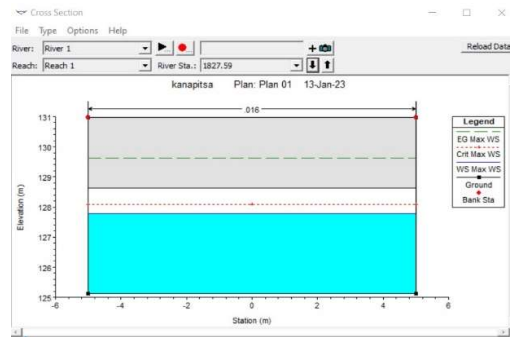 Cross Section
File Type Options Help
River: River 1
Reload Data
Reach: Reach 1 River Sta.: 1827.59
kanapitsa Plan: Plan 01 13-Jan-23
.016
131
130
129
128
127
126
125
Elevation (m)
-6 -4 -2 0 2 4 6
Station (m)
Legend
EG Max WS
Crit Max WS
WS Max WS
Ground
Bank Sta